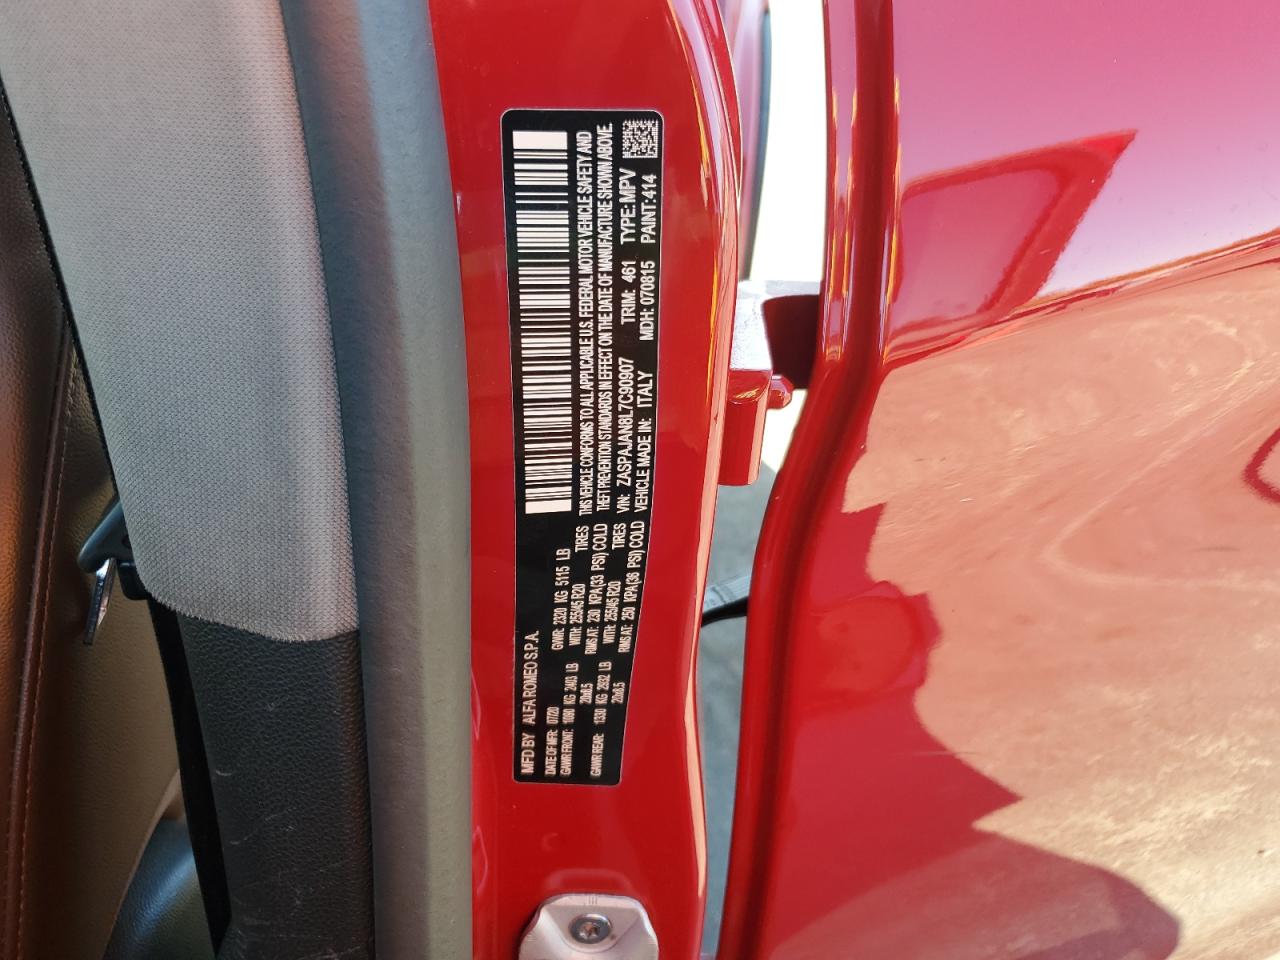 MFD BY ALFA ROMEO S.P.A.
DATE OF MFR: 07/20 GVWR: 2320 KG 5115 LB
GAWR FRONT: 1090 KG 2403 LB WITH: 255/45 R20 TIRES
20x8.5 RIMS AT: 230 KPA(33 PSI) COLD
GAWR REAR: 1330 KG 2932 LB WITH: 255/45 R20 TIRES
20x8.5 RIMS AT: 250 KPA(36 PSI) COLD
THIS VEHICLE CONFORMS TO ALL APPLICABLE U.S. FEDERAL MOTOR VEHICLE SAFETY AND
THEFT PREVENTION STANDARDS IN EFFECT ON THE DATE OF MANUFACTURE SHOWN ABOVE.
VIN: ZASPAJAN8L7C90907 TRIM: 461 TYPE: MPV
VEHICLE MADE IN: ITALY MDH: 070815 PAINT: 414